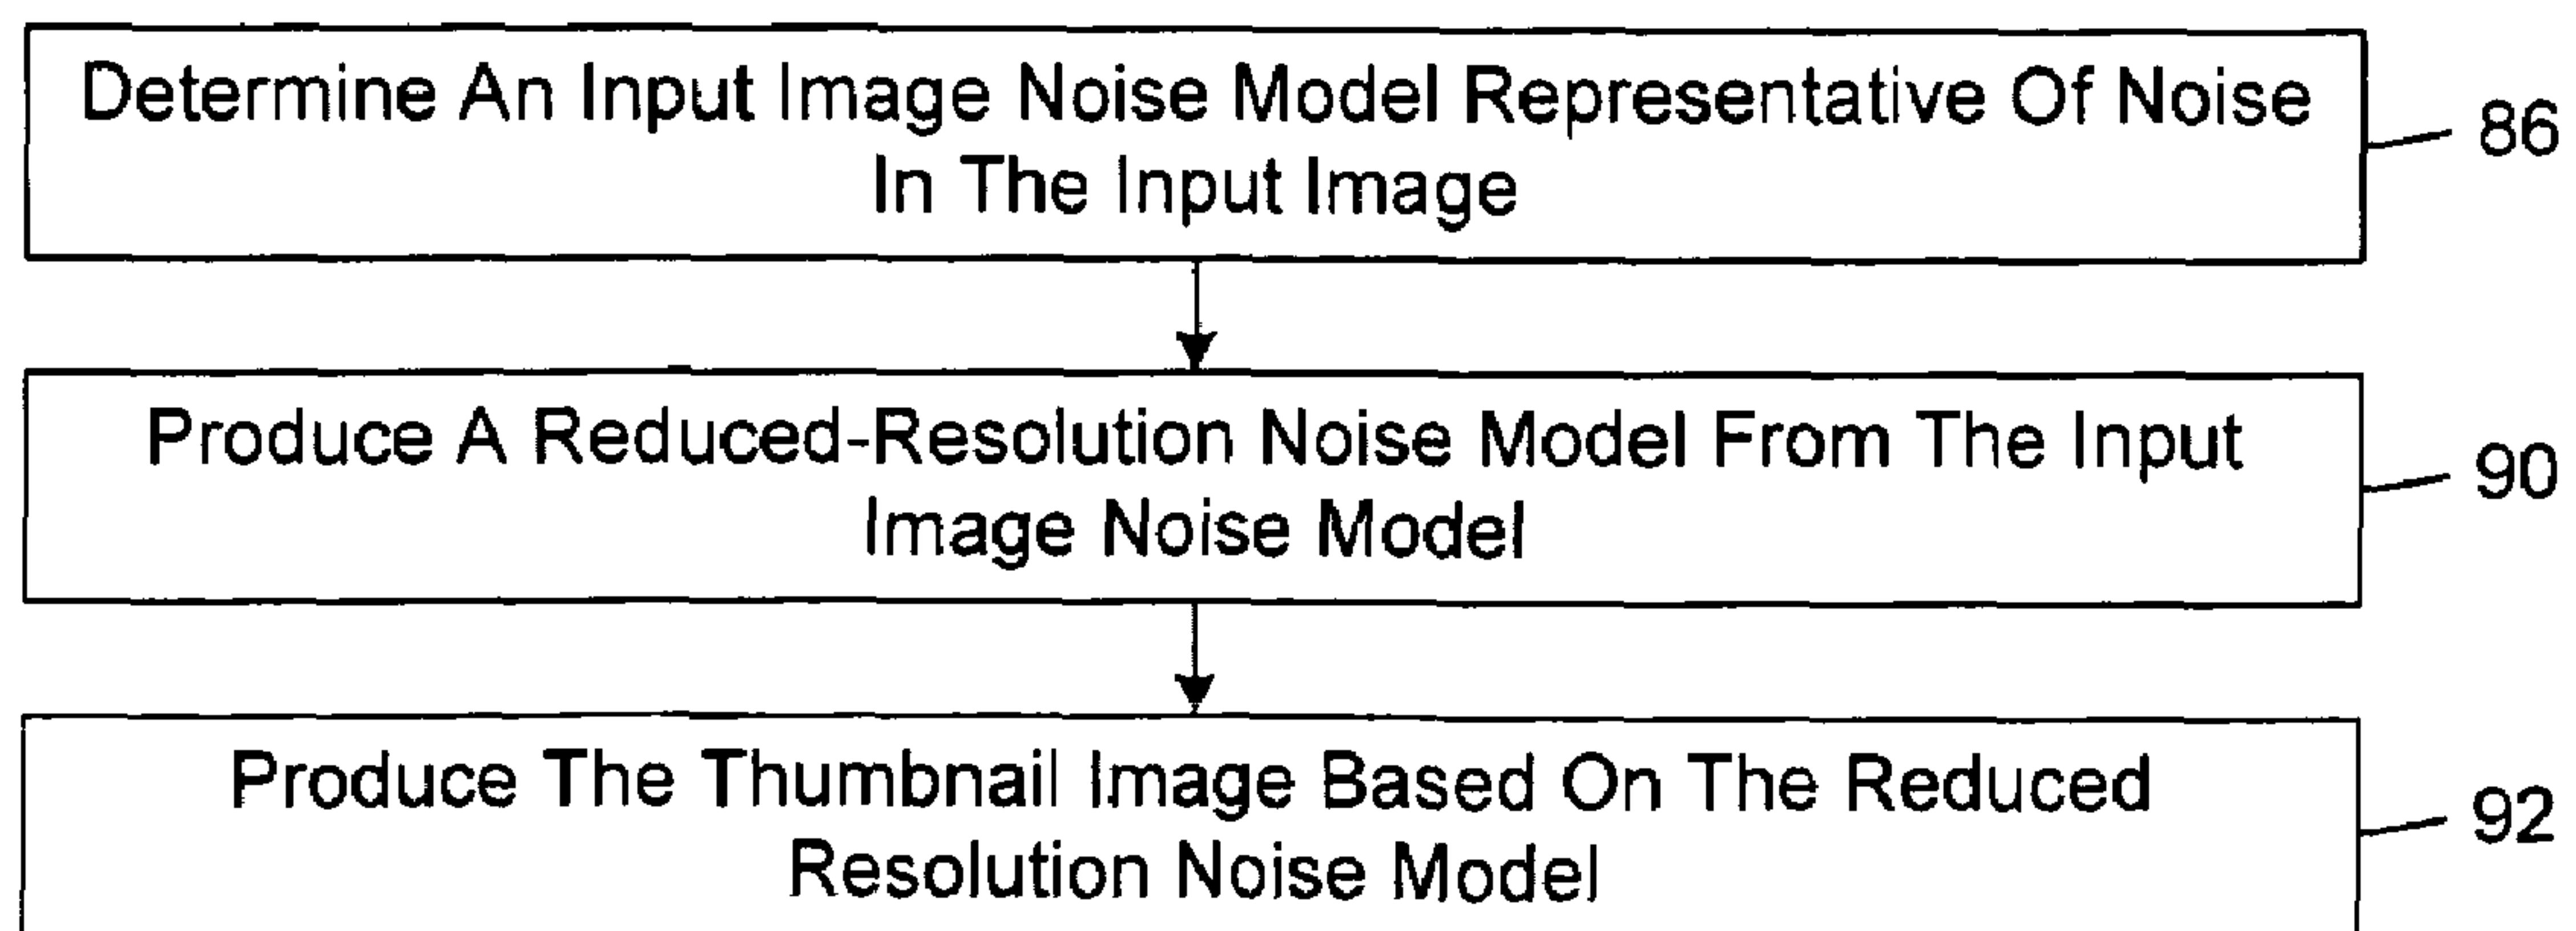 Determine An Input Image Noise Model Representative Of Noise
In The Input Image
86
Produce A Reduced-Resolution Noise Model From The Input
Image Noise Model
90
Produce The Thumbnail Image Based On The Reduced
Resolution Noise Model
92